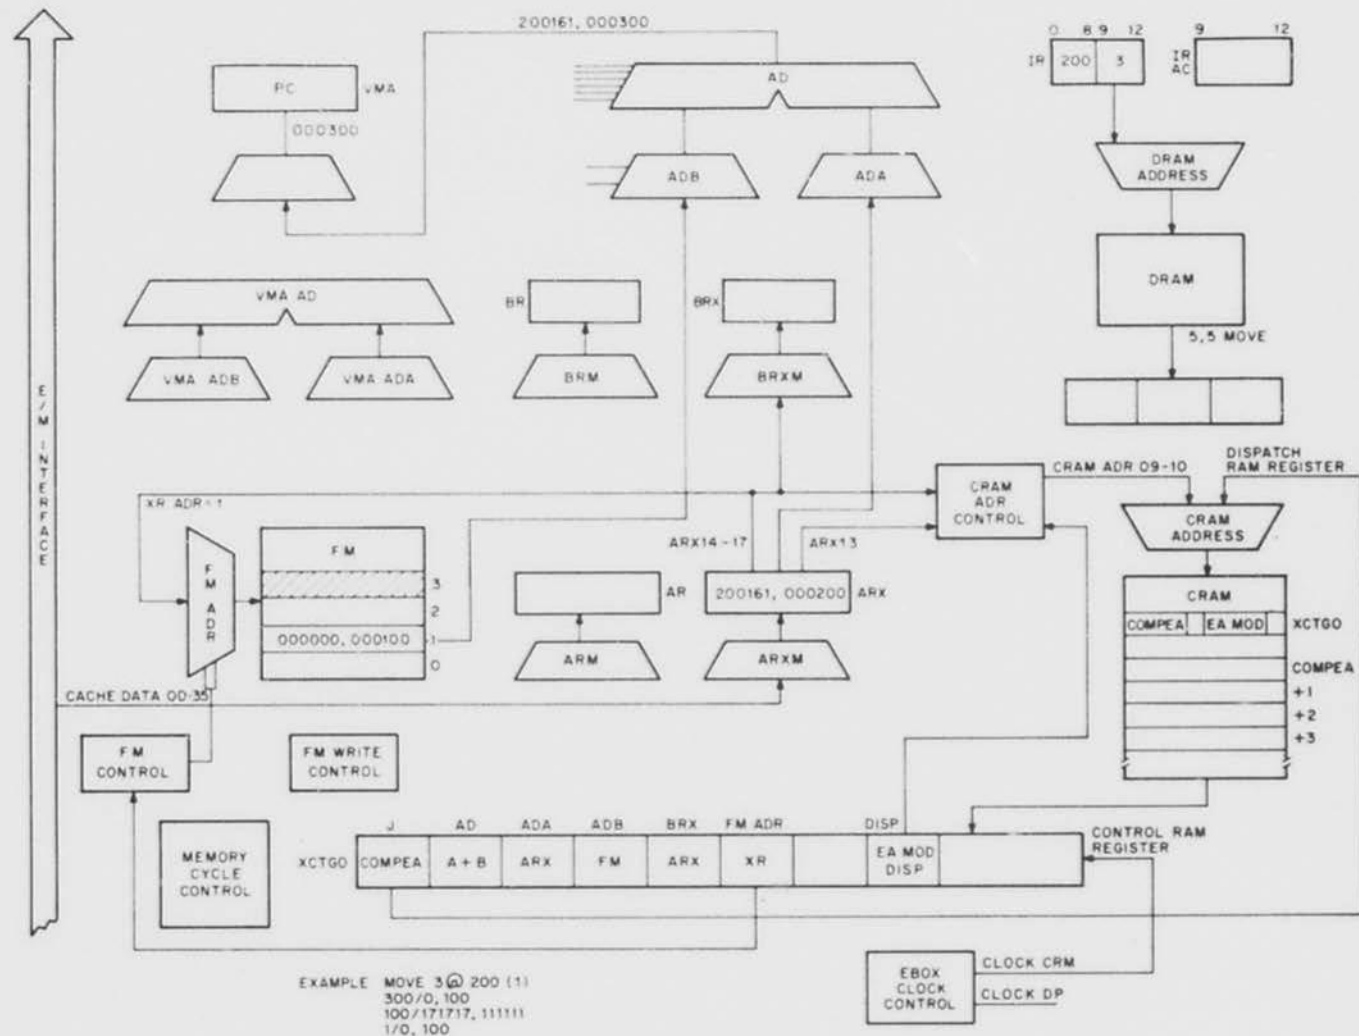 200161, 000300
0 8 9 12
9 12
IR 200 3
IR AC
PC VMA
AD
000300
ADB
ADA
DRAM ADDRESS
DRAM
VMA AD
BR
BRX
5,5 MOVE
VMA ADB
VMA ADA
BRM
BRXM
E/M INTERFACE
XR ADR=1
CRAM ADR 09-10
DISPATCH RAM REGISTER
CRAM ADR CONTROL
CRAM ADDRESS
ARX14-17
ARX13
FM ADR
FM
3
2
000000, 000100 1
0
AR
200161, 000200 ARX
ARM
ARXM
CRAM
COMPEA EA MOD XCTGO
COMPEA
+1
+2
+3
CACHE DATA 00-35
FM CONTROL
FM WRITE CONTROL
MEMORY CYCLE CONTROL
J AD ADA ADB BRX FM ADR DISP
XCTGO COMPEA A+B ARX FM ARX XR EA MOD DISP
CONTROL RAM REGISTER
EBOX CLOCK CONTROL
CLOCK CRM
CLOCK DP
EXAMPLE MOVE 3@ 200 (1)
300/0, 100
100/171717, 111111
1/0, 100